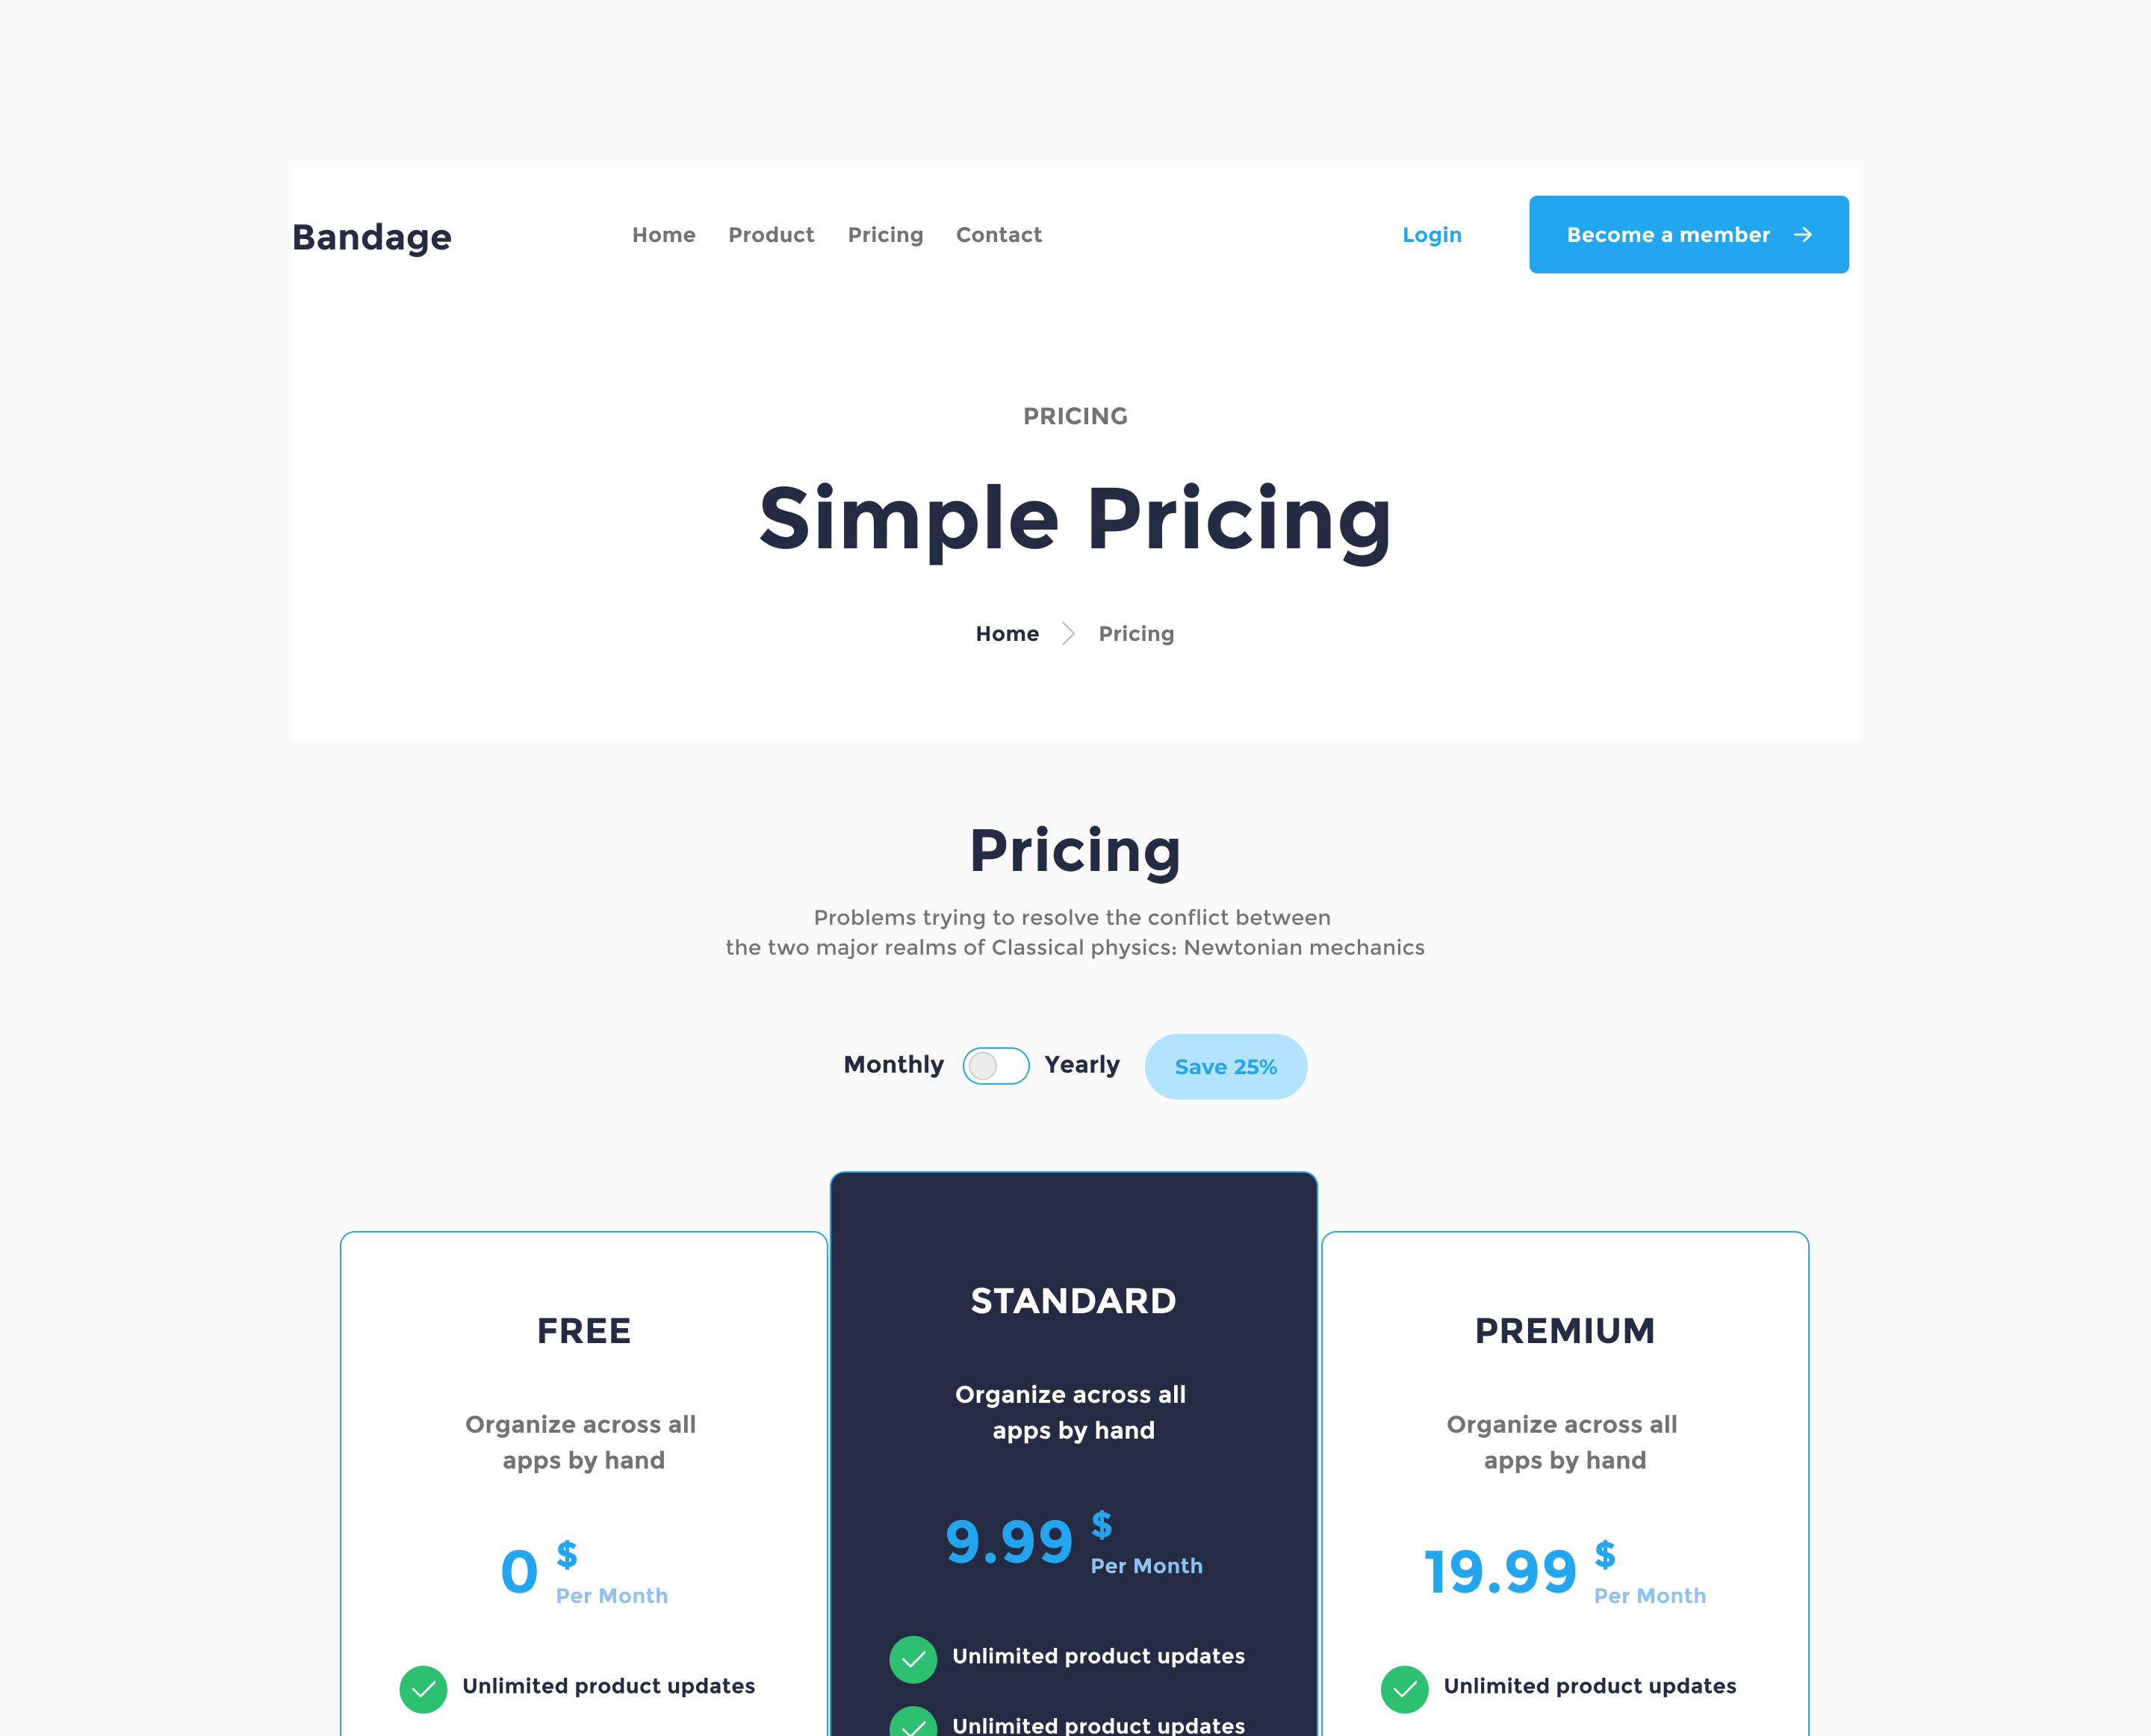 Bandage
Home Product Pricing Contact
Login
Become a member
PRICING
Simple Pricing
Home Pricing
Pricing
Problems trying to resolve the conflict between
the two major realms of Classical physics: Newtonian mechanics
Monthly Yearly Save 25%
FREE
Organize across all
apps by hand
0 $
Per Month
Unlimited product updates
STANDARD
Organize across all
apps by hand
9.99 $
Per Month
Unlimited product updates
Unlimited product updates
PREMIUM
Organize across all
apps by hand
19.99 $
Per Month
Unlimited product updates